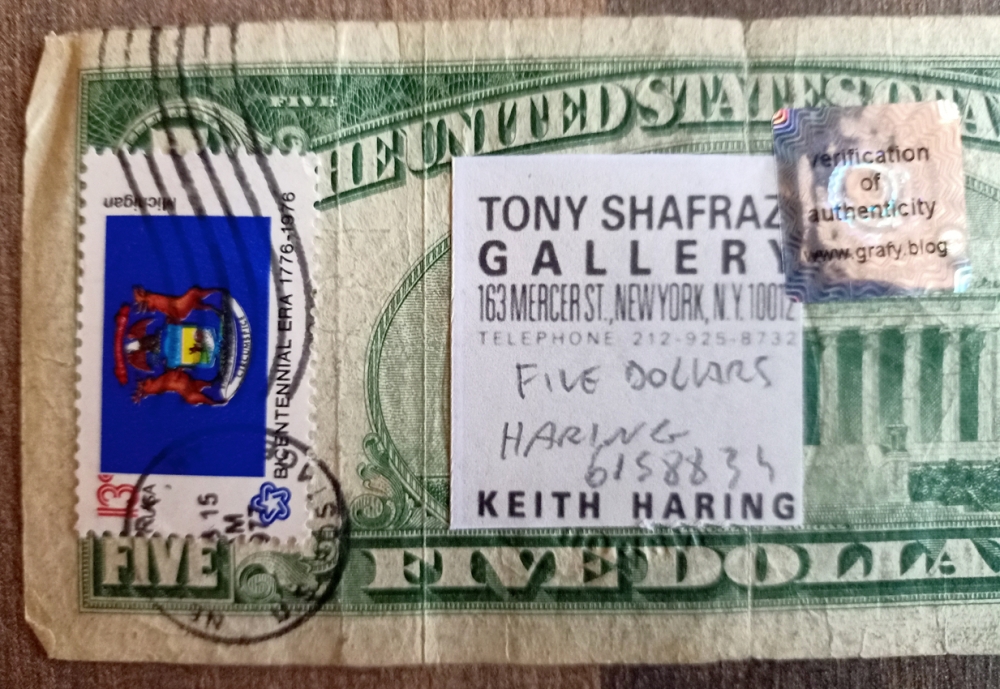 FIVE
THE UNITED STATES OF A
Michigan
BICENTENNIAL ERA 1776-1976
13c
15
FIVE
TONY SHAFRAZ
GALLERY
163 MERCER ST., NEW YORK, N.Y. 10012
TELEPHONE 212-925-8732
FIVE DOLLARS
HARING
6158834
KEITH HARING
verification
of
authenticity
www.grafy.blog
FIVE DOLLA